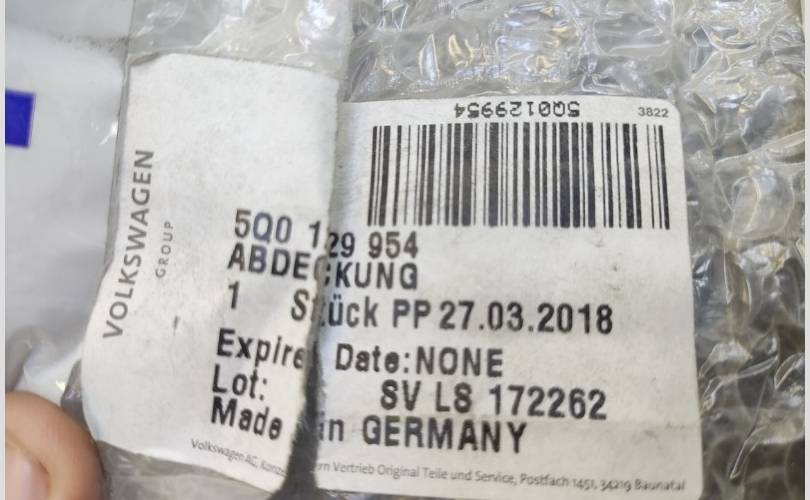 5Q0129954
3822
VOLKSWAGEN
GROUP
5Q0 129 954
ABDECKUNG
1 Stück PP 27.03.2018
Expire Date:NONE
Lot: SV LS 172262
Made in GERMANY
Volkswagen AG, Vertrieb Original Teile und Service, Postfach 1451, 34219 Baunatal